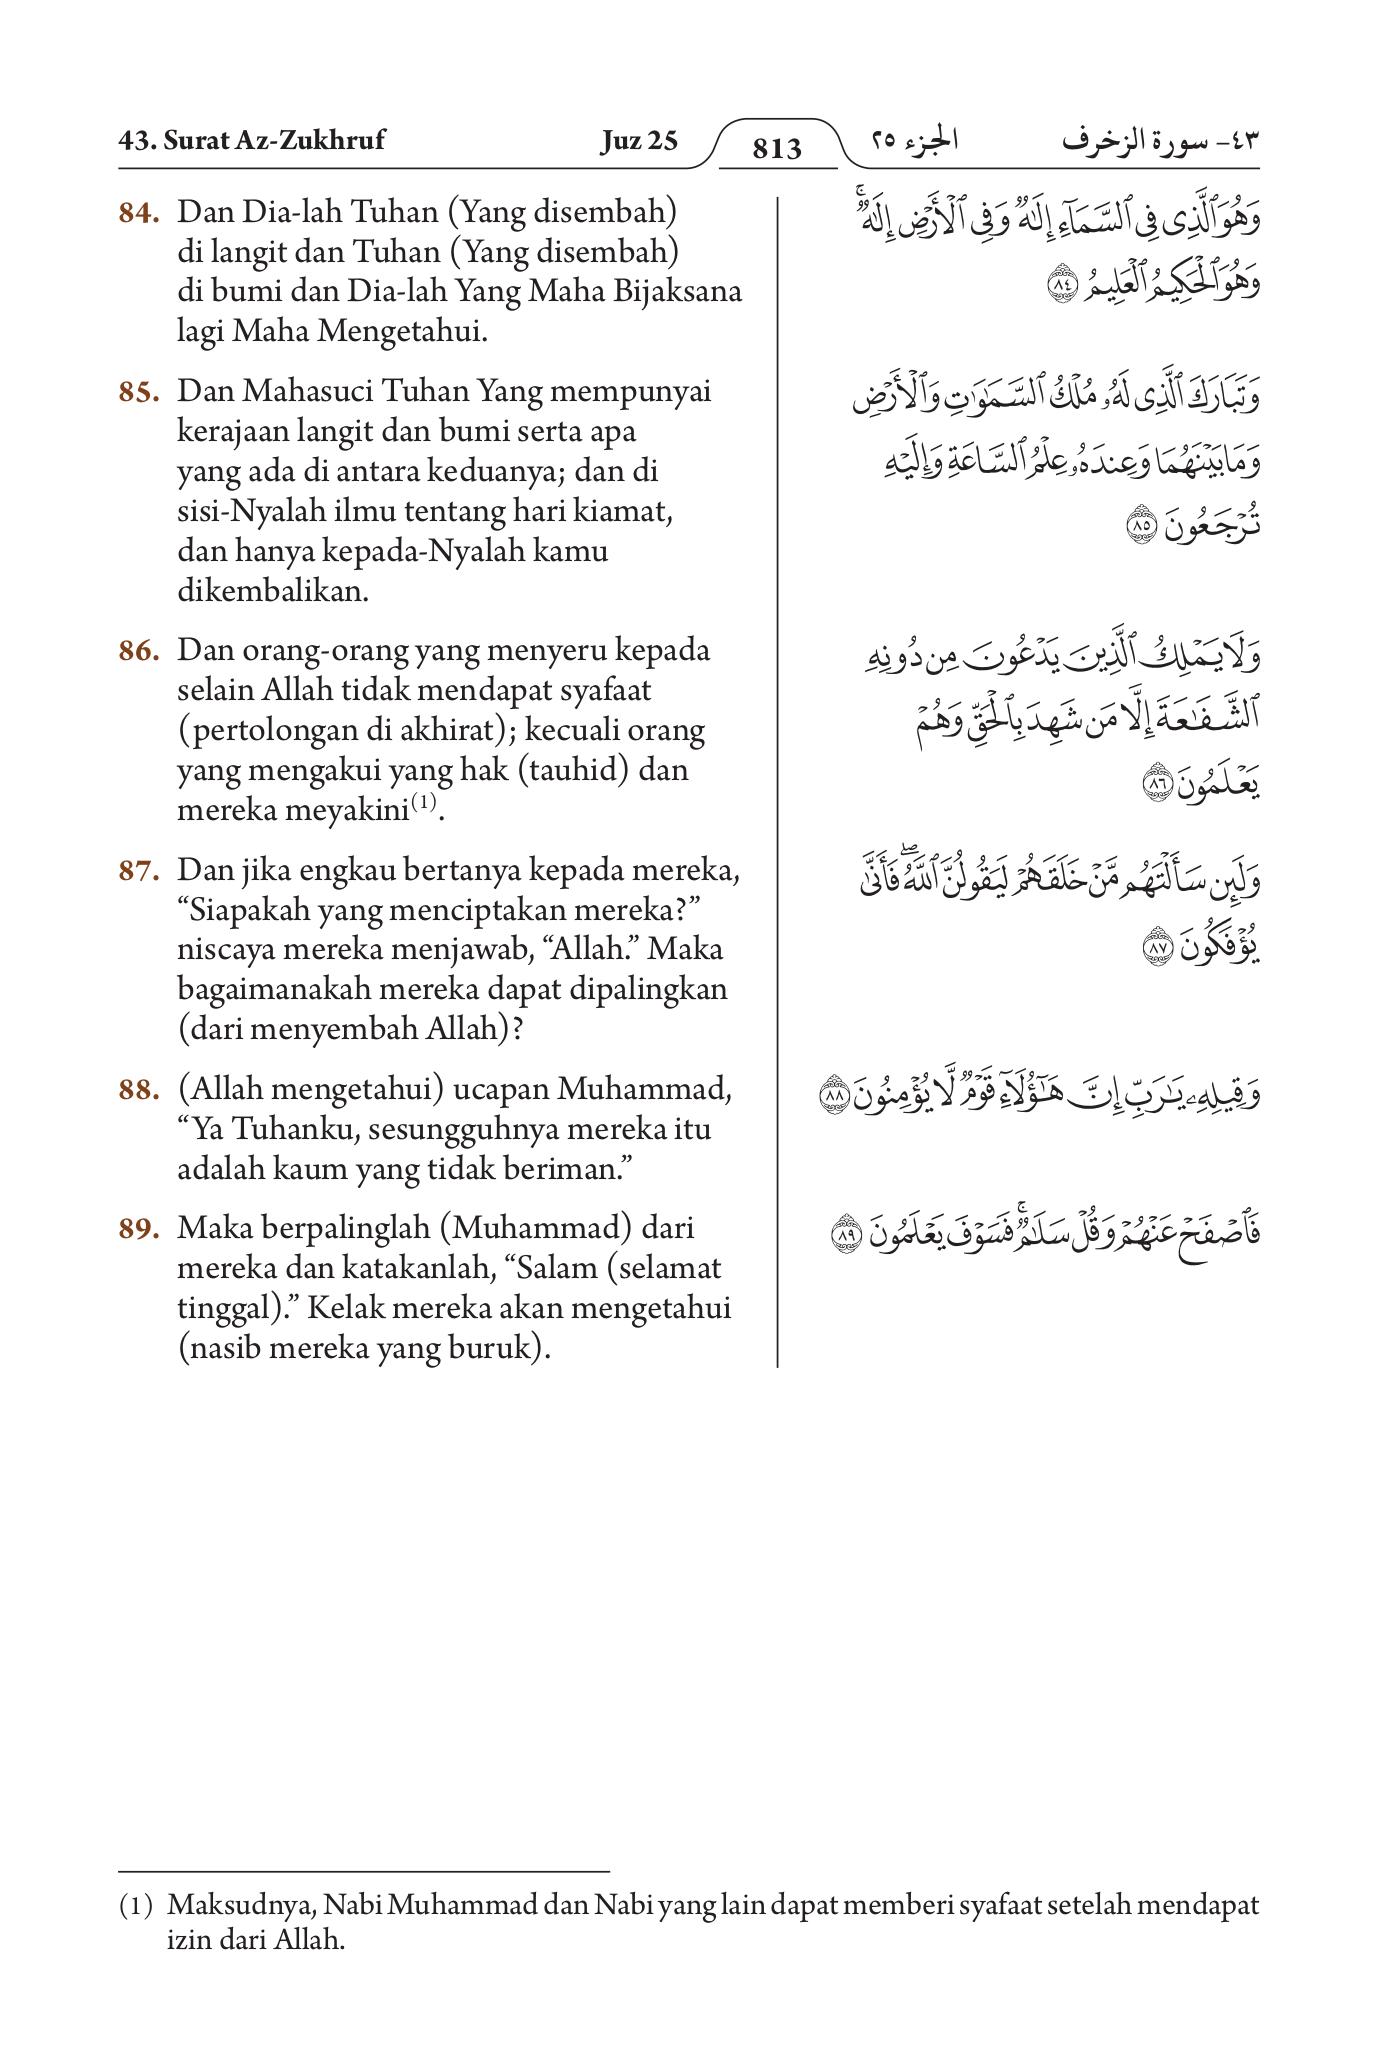 43. Surat Az-Zukhruf Juz 25 813 الجزء ٢٥ ٤٣- سورة الزخرف
84. Dan Dia-lah Tuhan (Yang disembah)
di langit dan Tuhan (Yang disembah)
di bumi dan Dia-lah Yang Maha Bijaksana
lagi Maha Mengetahui.
85. Dan Mahasuci Tuhan Yang mempunyai
kerajaan langit dan bumi serta apa
yang ada di antara keduanya; dan di
sisi-Nyalah ilmu tentang hari kiamat,
dan hanya kepada-Nyalah kamu
dikembalikan.
86. Dan orang-orang yang menyeru kepada
selain Allah tidak mendapat syafaat
(pertolongan di akhirat); kecuali orang
yang mengakui yang hak (tauhid) dan
mereka meyakini(1).
87. Dan jika engkau bertanya kepada mereka,
“Siapakah yang menciptakan mereka?”
niscaya mereka menjawab, “Allah.” Maka
bagaimanakah mereka dapat dipalingkan
(dari menyembah Allah)?
88. (Allah mengetahui) ucapan Muhammad,
“Ya Tuhanku, sesungguhnya mereka itu
adalah kaum yang tidak beriman.”
89. Maka berpalinglah (Muhammad) dari
mereka dan katakanlah, “Salam (selamat
tinggal).” Kelak mereka akan mengetahui
(nasib mereka yang buruk).
وَهُوَ ٱلَّذِى فِى ٱلسَّمَآءِ إِلَٰهٌ وَفِى ٱلْأَرْضِ إِلَٰهٌ ۚ
وَهُوَ ٱلْحَكِيمُ ٱلْعَلِيمُ ٨٤
وَتَبَارَكَ ٱلَّذِى لَهُۥ مُلْكُ ٱلسَّمَٰوَٰتِ وَٱلْأَرْضِ
وَمَا بَيْنَهُمَا وَعِندَهُۥ عِلْمُ ٱلسَّاعَةِ وَإِلَيْهِ
تُرْجَعُونَ ٨٥
وَلَا يَمْلِكُ ٱلَّذِينَ يَدْعُونَ مِن دُونِهِ
ٱلشَّفَٰعَةَ إِلَّا مَن شَهِدَ بِٱلْحَقِّ وَهُمْ
يَعْلَمُونَ ٨٦
وَلَئِن سَأَلْتَهُم مَّنْ خَلَقَهُمْ لَيَقُولُنَّ ٱللَّهُ ۖ فَأَنَّىٰ
يُؤْفَكُونَ ٨٧
وَقِيلِهِۦ يَٰرَبِّ إِنَّ هَٰٓؤُلَآءِ قَوْمٌ لَّا يُؤْمِنُونَ ٨٨
فَٱصْفَحْ عَنْهُمْ وَقُلْ سَلَٰمٌ ۚ فَسَوْفَ يَعْلَمُونَ ٨٩
(1) Maksudnya, Nabi Muhammad dan Nabi yang lain dapat memberi syafaat setelah mendapat
izin dari Allah.